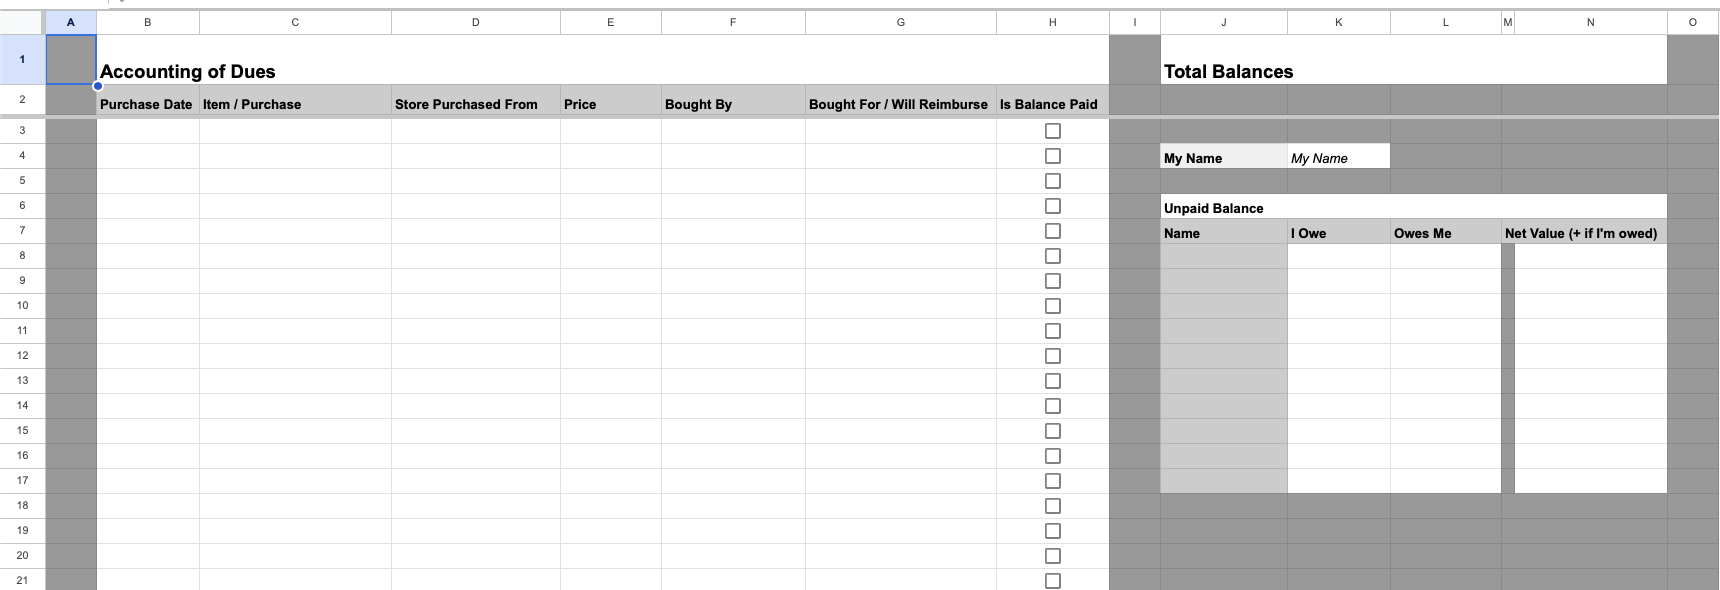 A B C D E F G H I J K L M N O
1 Accounting of Dues Total Balances
2 Purchase Date Item / Purchase Store Purchased From Price Bought By Bought For / Will Reimburse Is Balance Paid
3
4 My Name My Name
5
6 Unpaid Balance
7 Name I Owe Owes Me Net Value (+ if I'm owed)
8
9
10
11
12
13
14
15
16
17
18
19
20
21